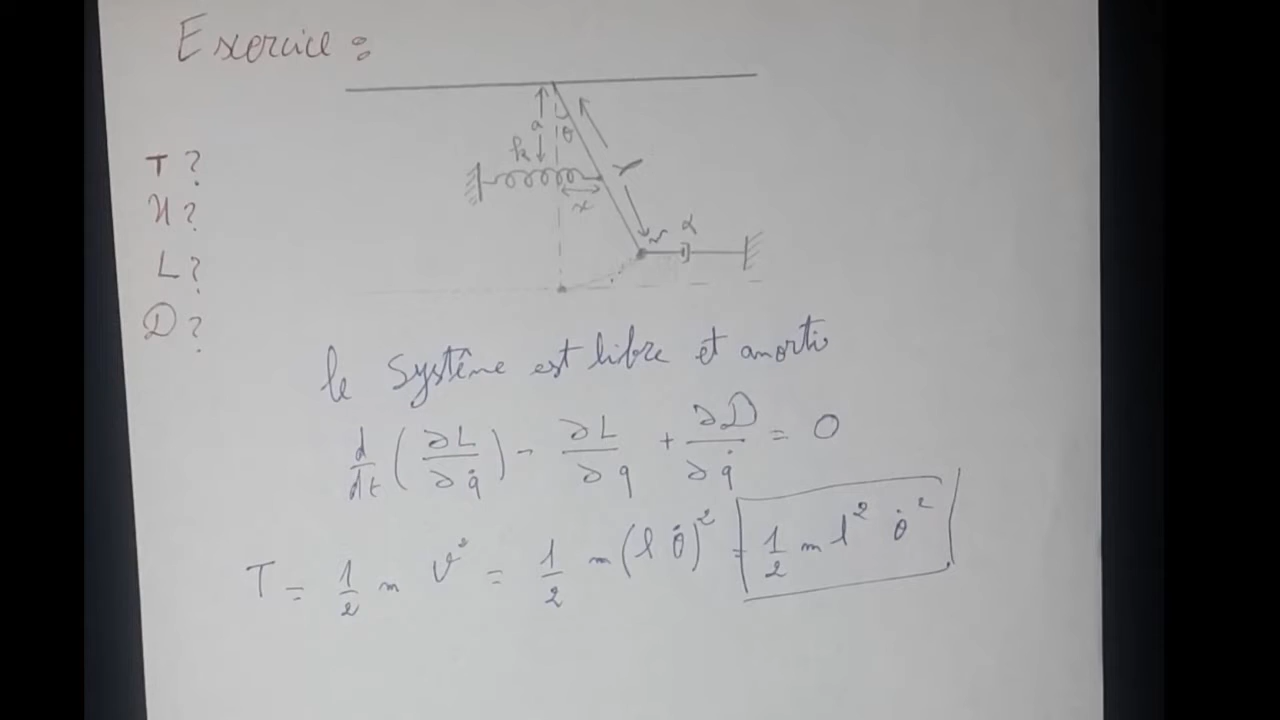 Exercice :
T ?
U ?
L ?
D ?
a
θ
k
l
x
m
α
le Système est libre et amorti
d/dt (∂L/∂q̇) - ∂L/∂q + ∂D/∂q̇ = 0
T = 1/2 m v² = 1/2 m (l θ̇)² = 1/2 m l² θ̇²